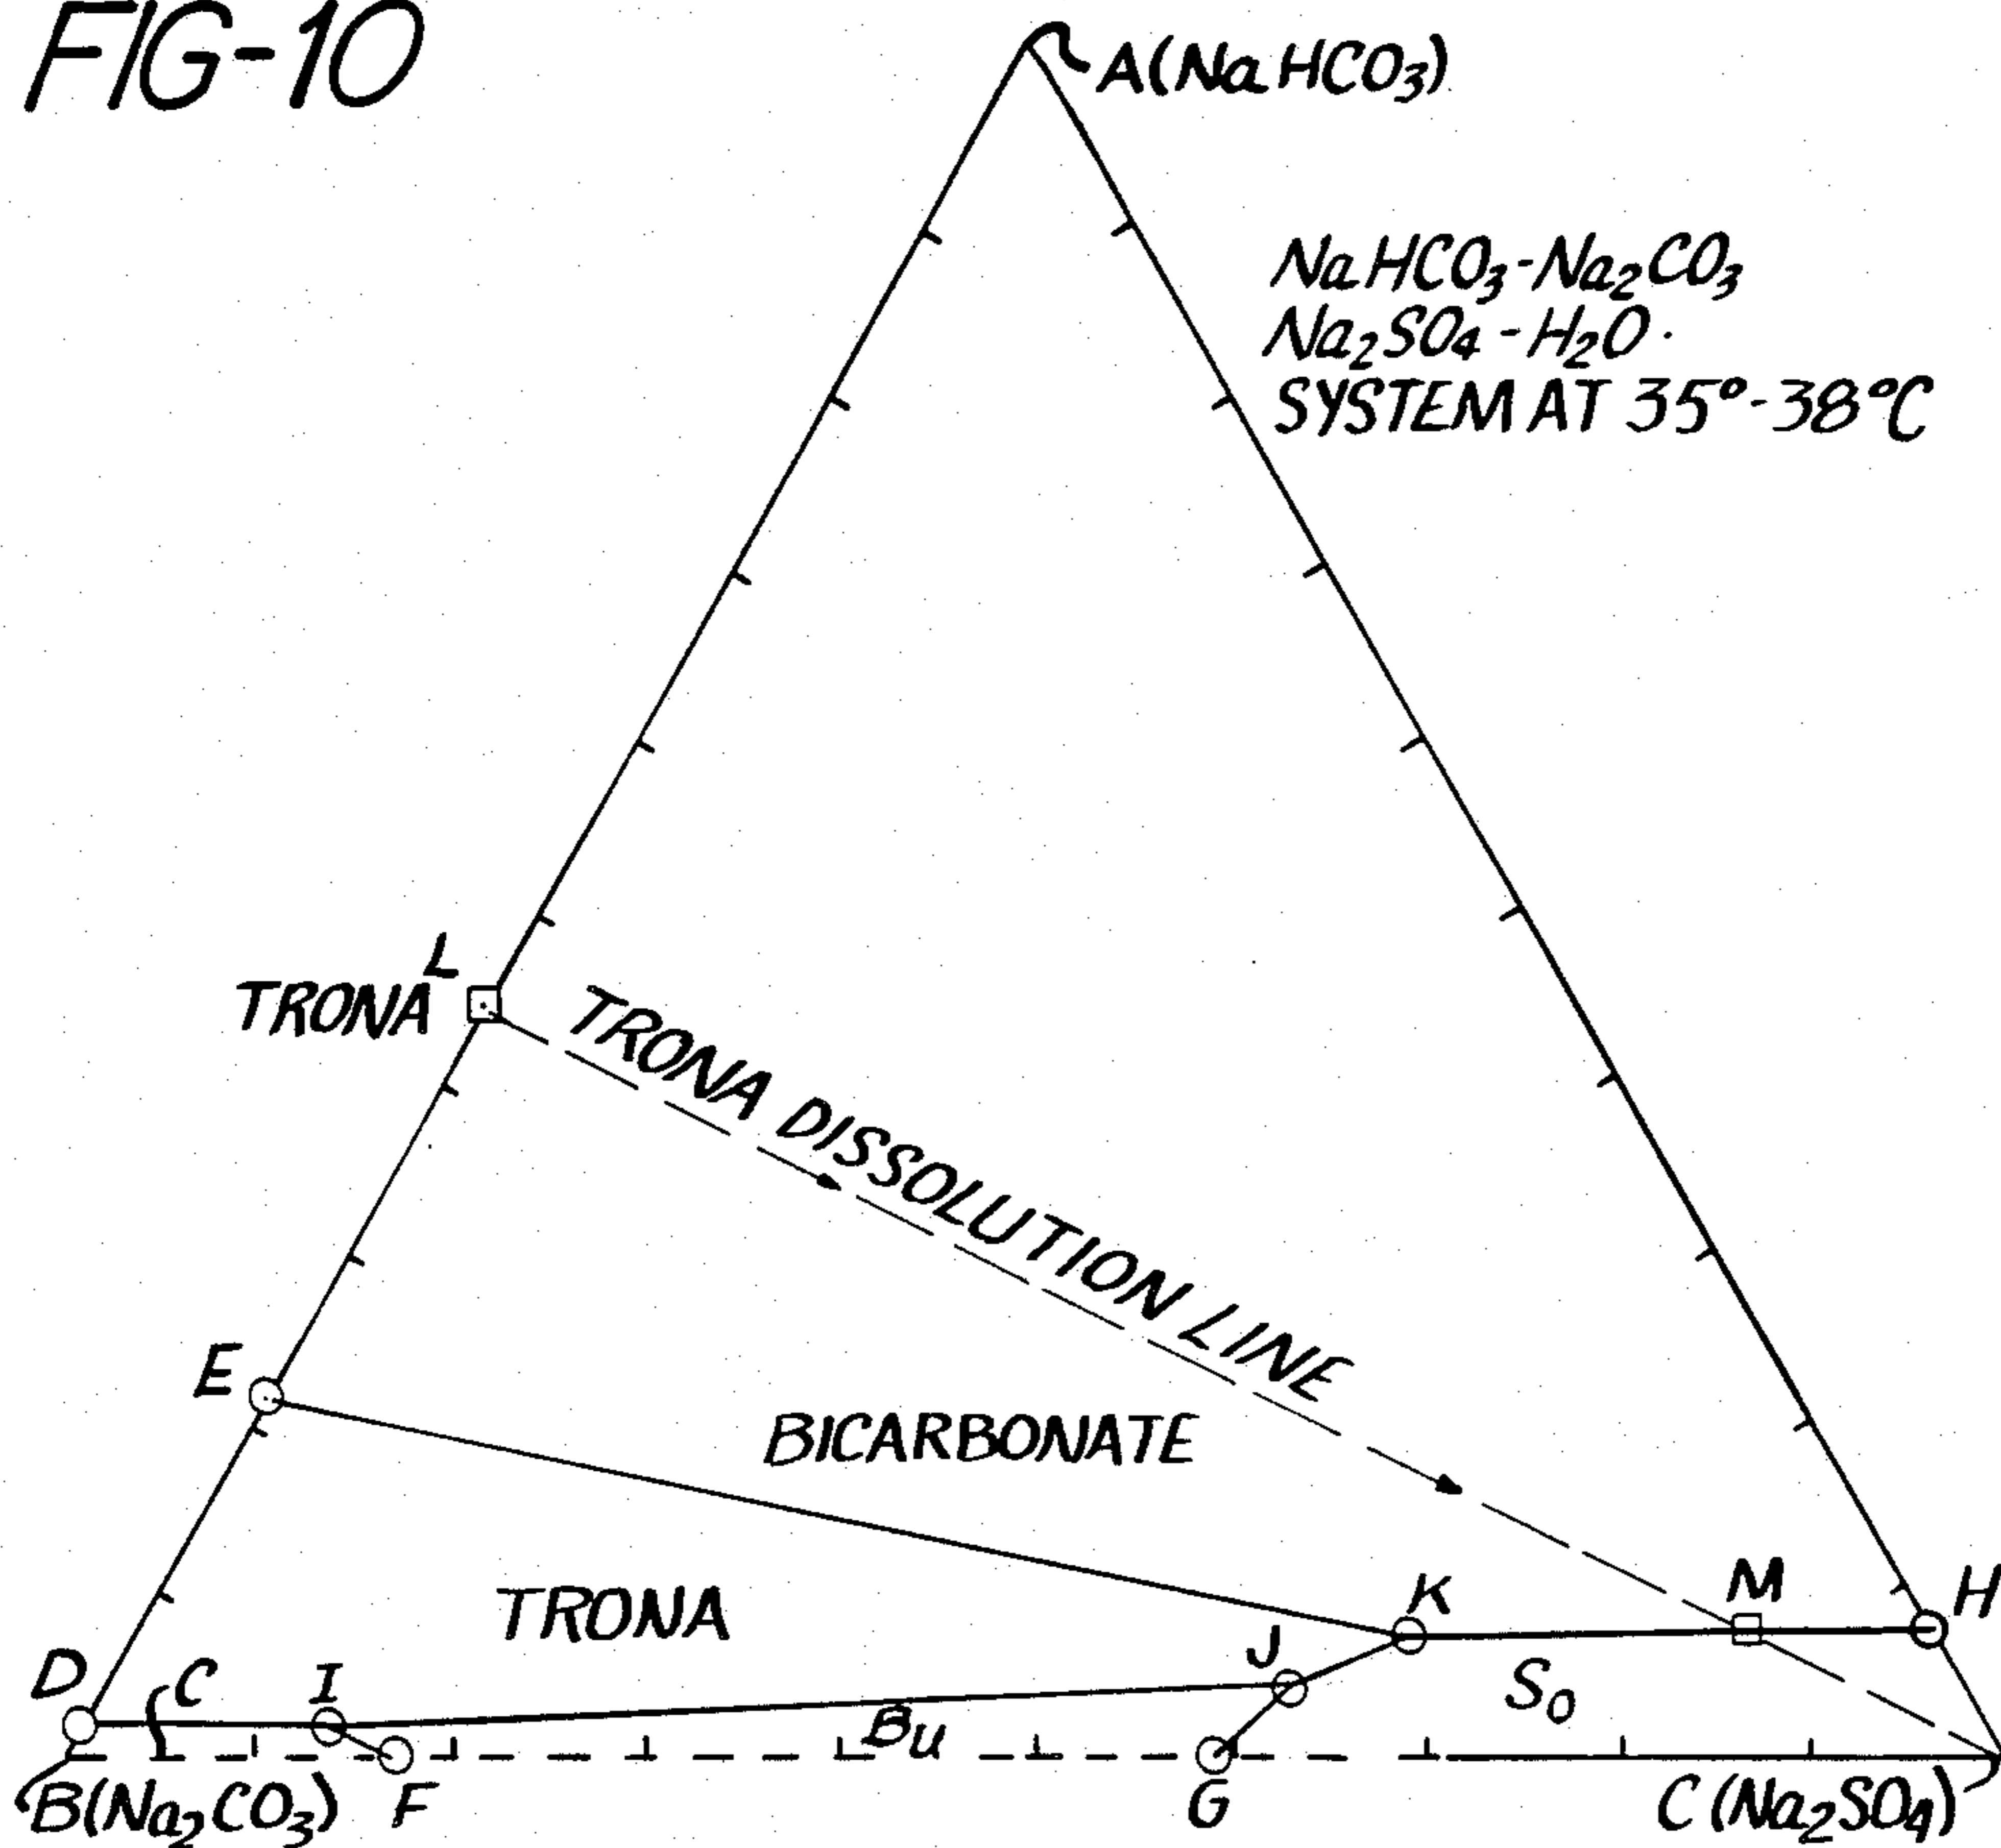 FIG-10
A(NaHCO₃)
NaHCO₃-Na₂CO₃
Na₂SO₄-H₂O.
SYSTEM AT 35°-38°C
L
TRONA
TRONA DISSOLUTION LINE
E
BICARBONATE
TRONA
K
M
H
D
C
I
J
So
Bu
B(Na₂CO₃)
F
G
C(Na₂SO₄)